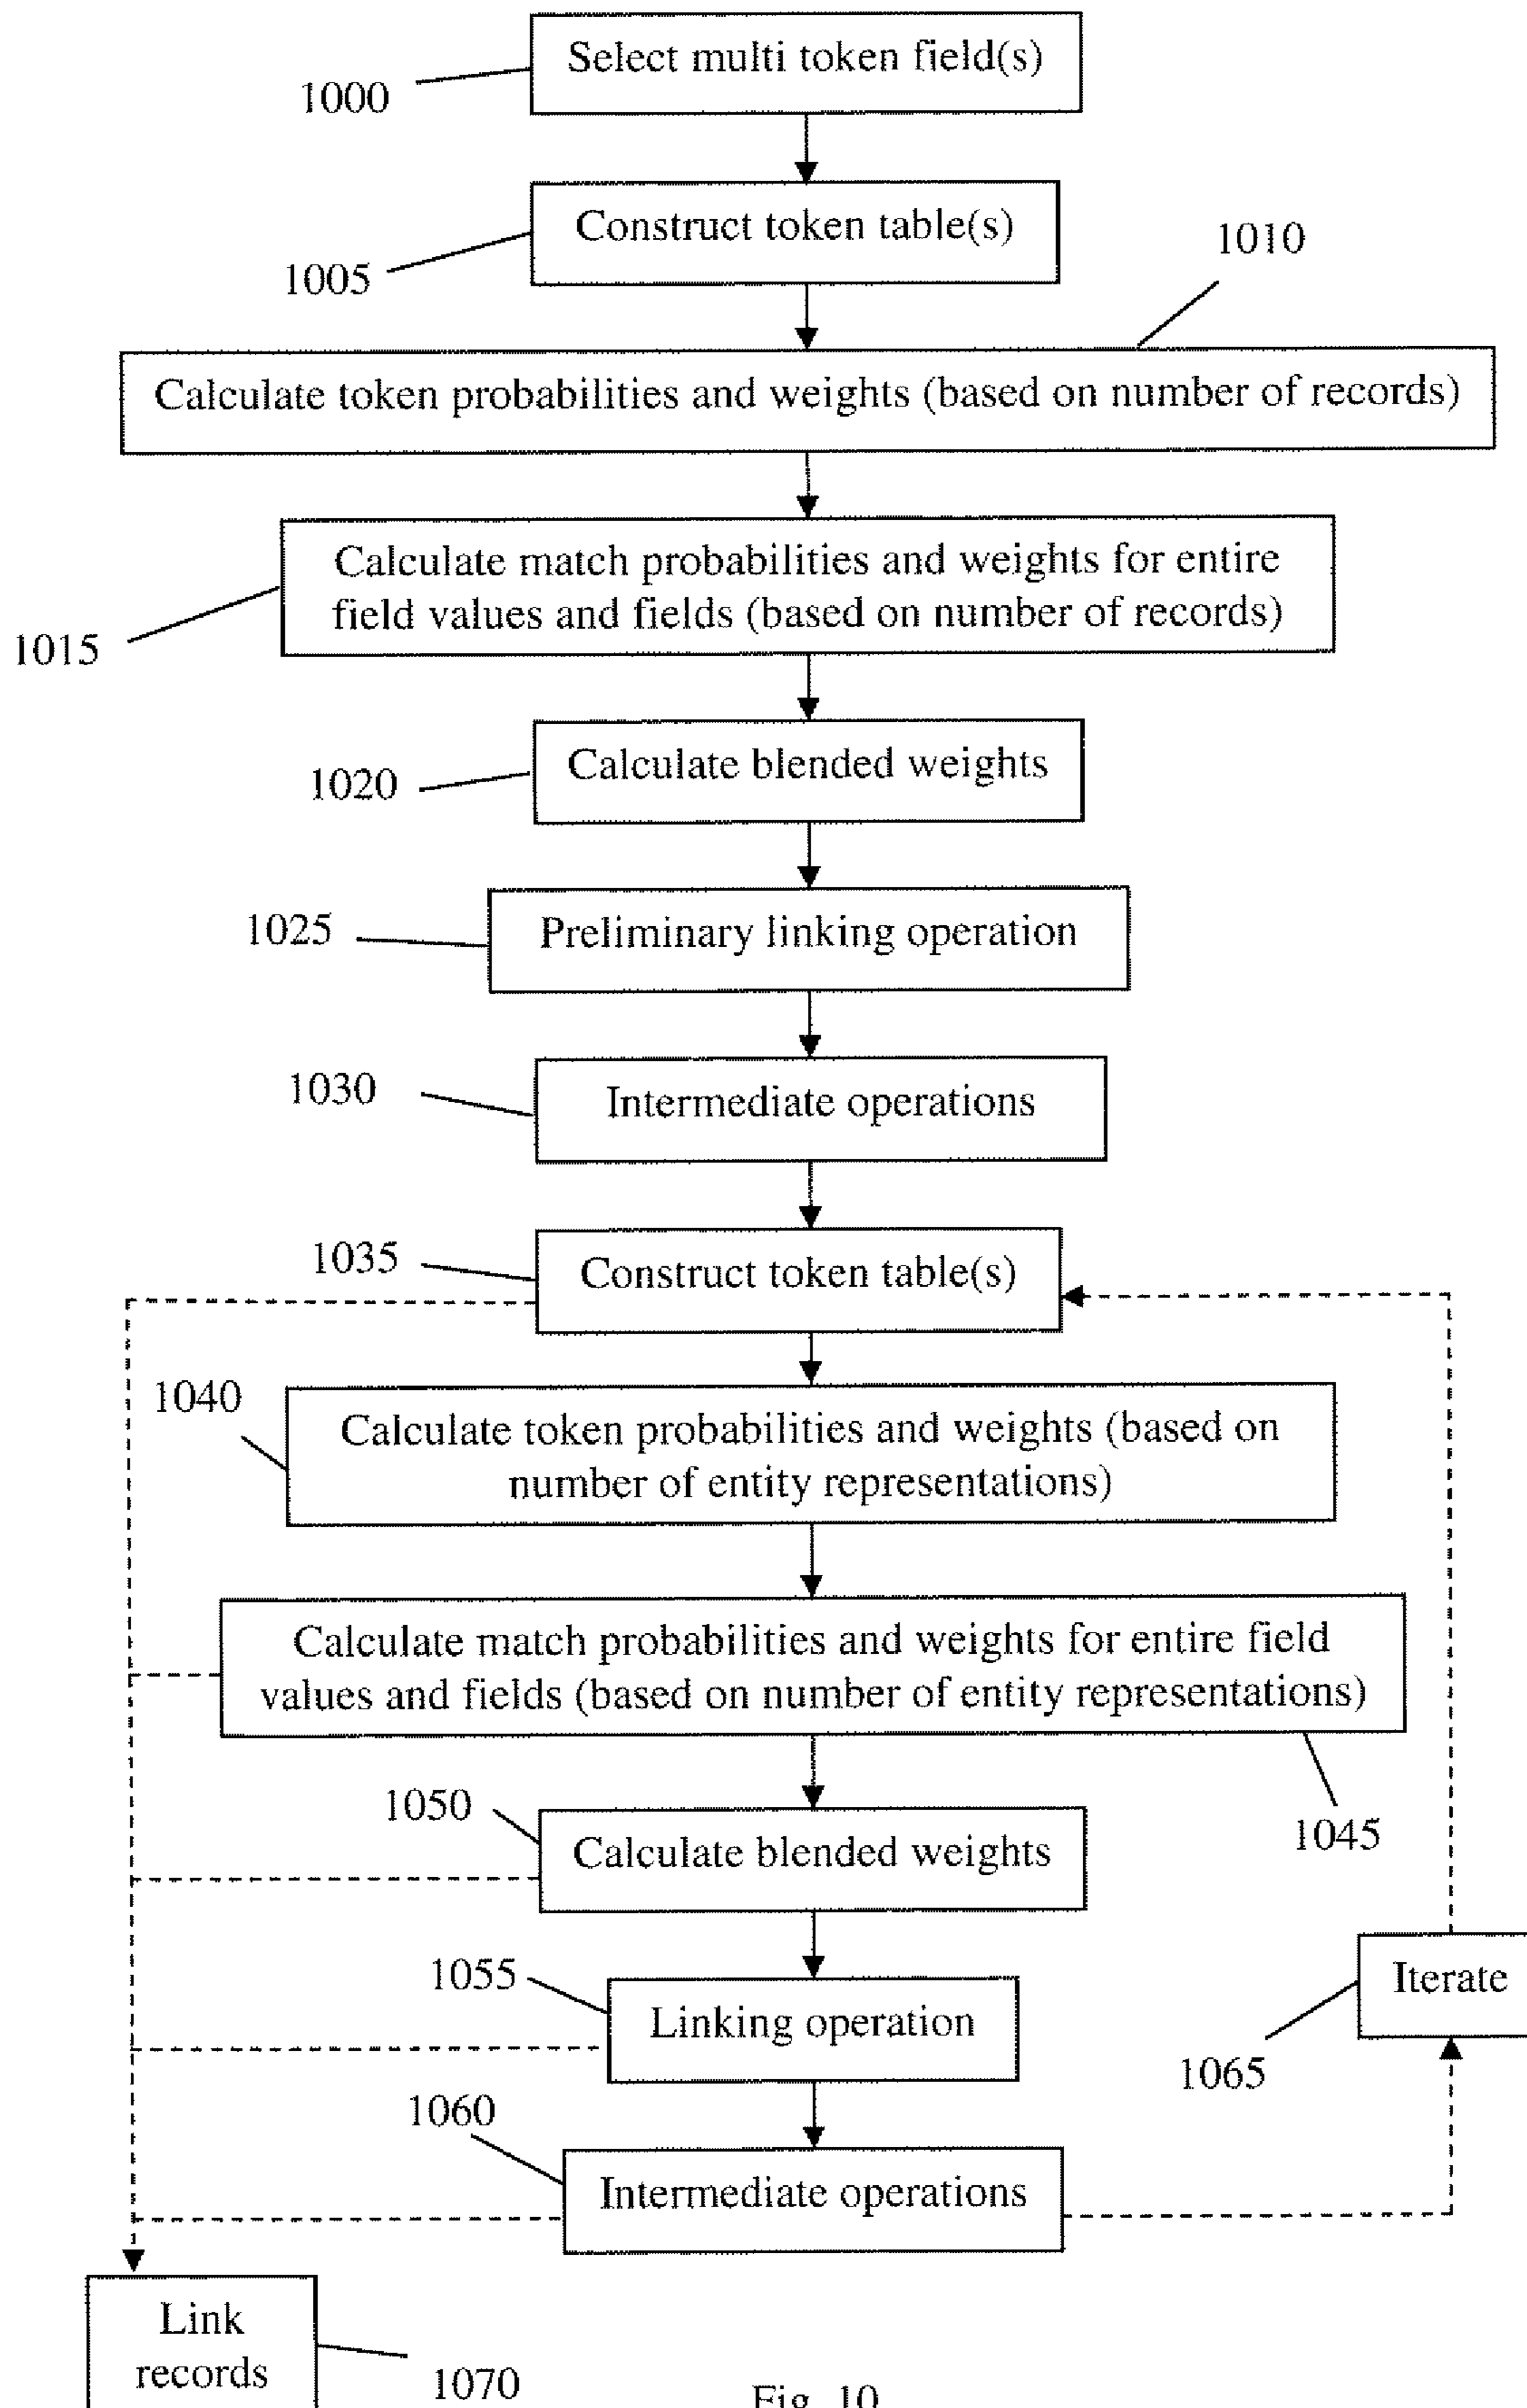 Select multi token field(s)
1000
Construct token table(s)
1005
1010
Calculate token probabilities and weights (based on number of records)
Calculate match probabilities and weights for entire
field values and fields (based on number of records)
1015
Calculate blended weights
1020
Preliminary linking operation
1025
Intermediate operations
1030
Construct token table(s)
1035
1040
Calculate token probabilities and weights (based on
number of entity representations)
Calculate match probabilities and weights for entire field
values and fields (based on number of entity representations)
1045
1050
Calculate blended weights
1055
Linking operation
Iterate
1065
1060
Intermediate operations
Link
records
1070
Fig. 10